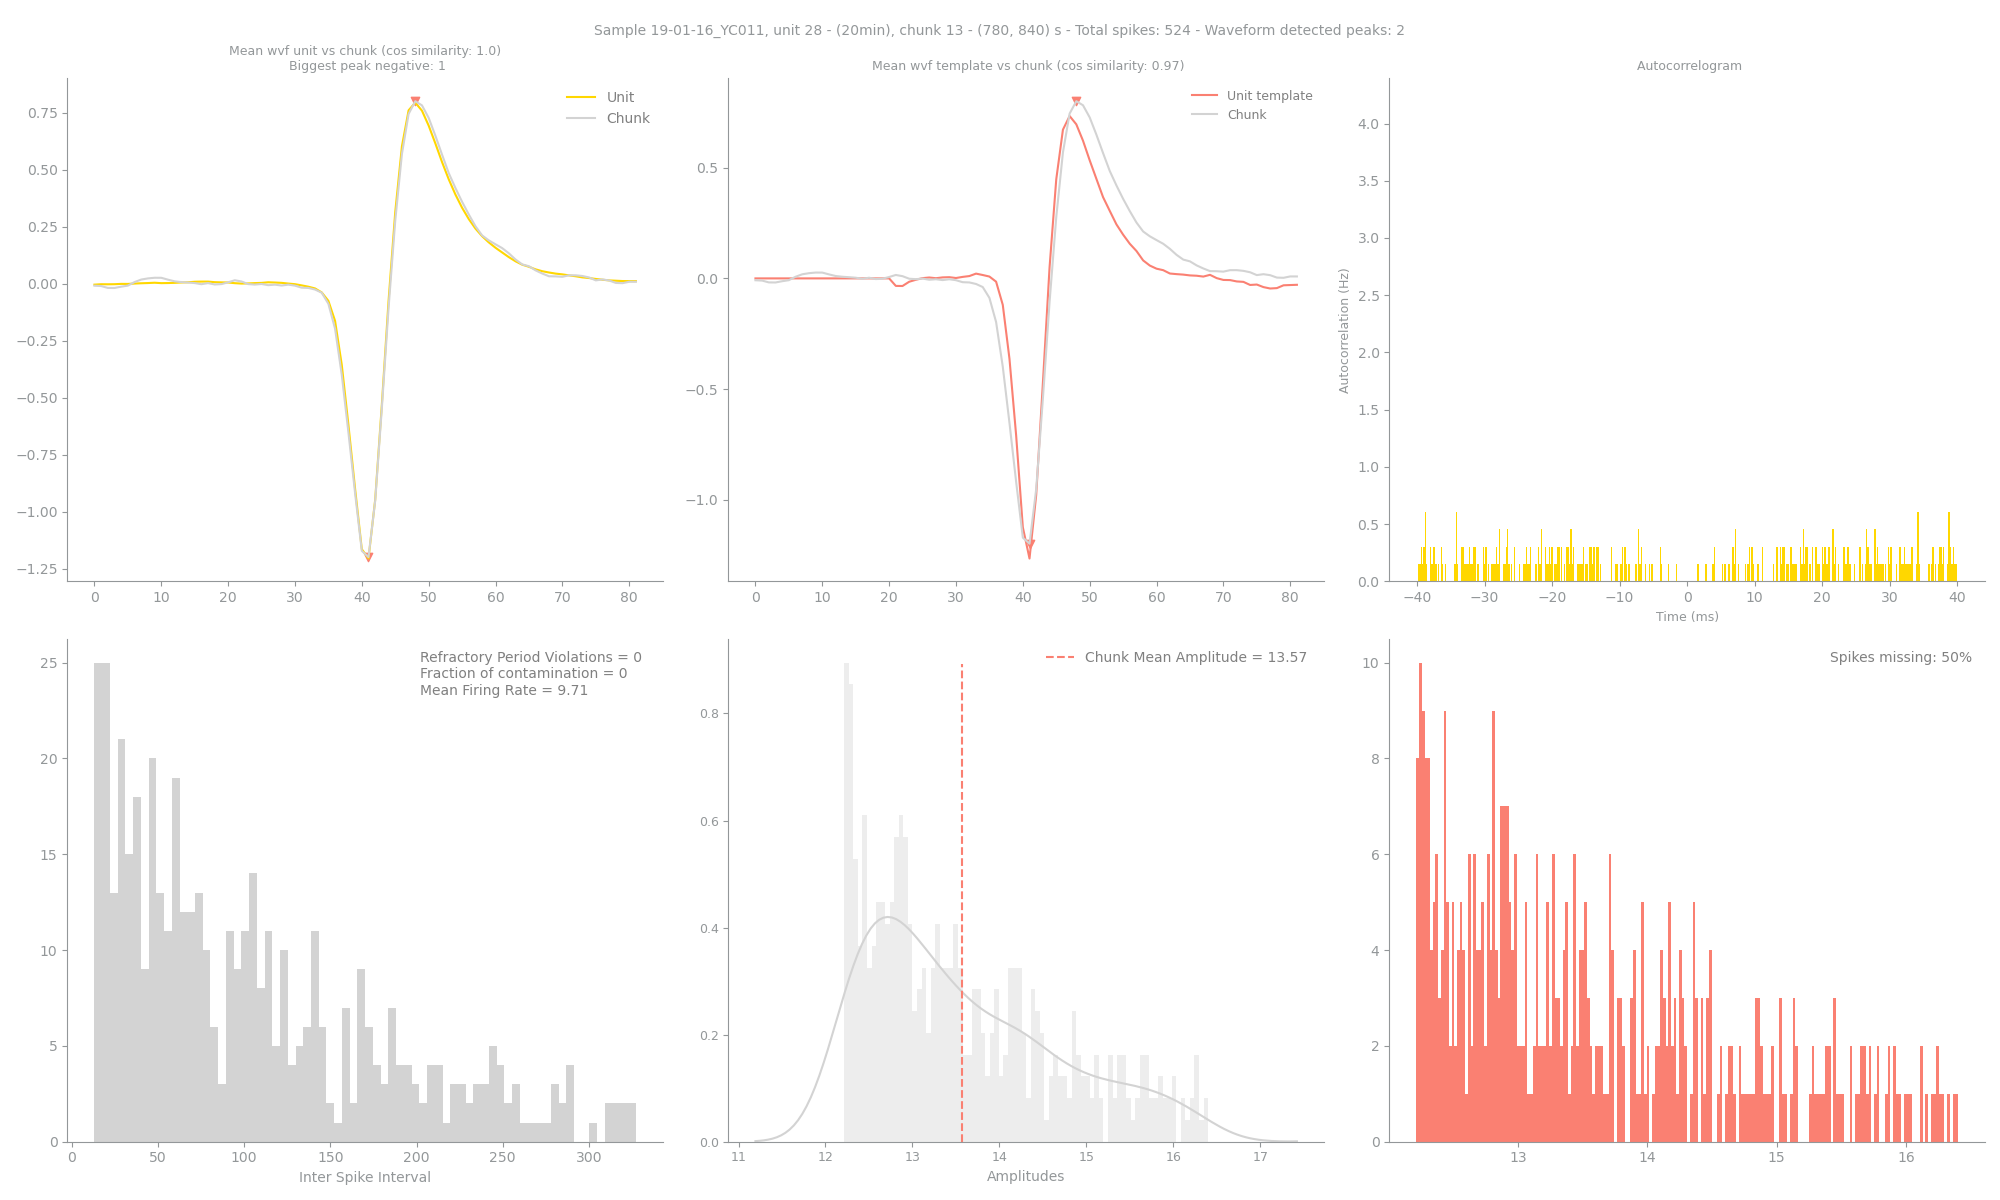 Sample 19-01-16_YC011, unit 28 - (20min), chunk 13 - (780, 840) s - Total spikes: 524 - Waveform detected peaks: 2
Mean wvf unit vs chunk (cos similarity: 1.0)
Biggest peak negative: 1
Unit
Chunk
0.75
0.50
0.25
0.00
−0.25
−0.50
−0.75
−1.00
−1.25
0 10 20 30 40 50 60 70 80
Mean wvf template vs chunk (cos similarity: 0.97)
Unit template
Chunk
0.5
0.0
−0.5
−1.0
0 10 20 30 40 50 60 70 80
Autocorrelogram
Autocorrelation (Hz)
4.0
3.5
3.0
2.5
2.0
1.5
1.0
0.5
0.0
−40 −30 −20 −10 0 10 20 30 40
Time (ms)
Refractory Period Violations = 0
Fraction of contamination = 0
Mean Firing Rate = 9.71
25
20
15
10
5
0
0 50 100 150 200 250 300
Inter Spike Interval
Chunk Mean Amplitude = 13.57
0.8
0.6
0.4
0.2
0.0
11 12 13 14 15 16 17
Amplitudes
Spikes missing: 50%
10
8
6
4
2
0
13 14 15 16